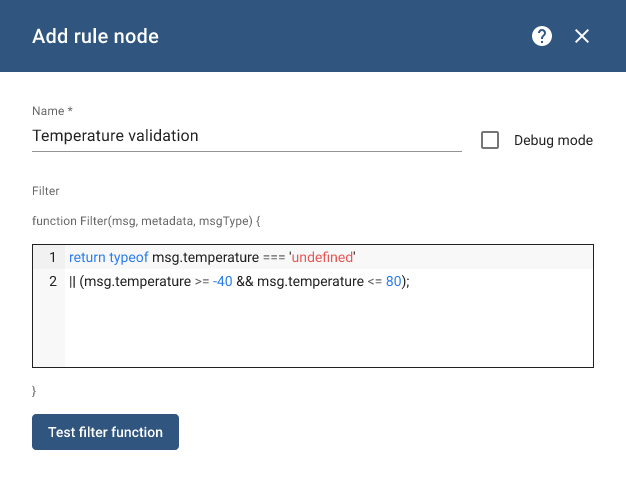 Add rule node
Name *
Temperature validation
Debug mode
Filter
function Filter(msg, metadata, msgType) {
1 return typeof msg.temperature === 'undefined'
2 || (msg.temperature >= -40 && msg.temperature <= 80);
}
Test filter function